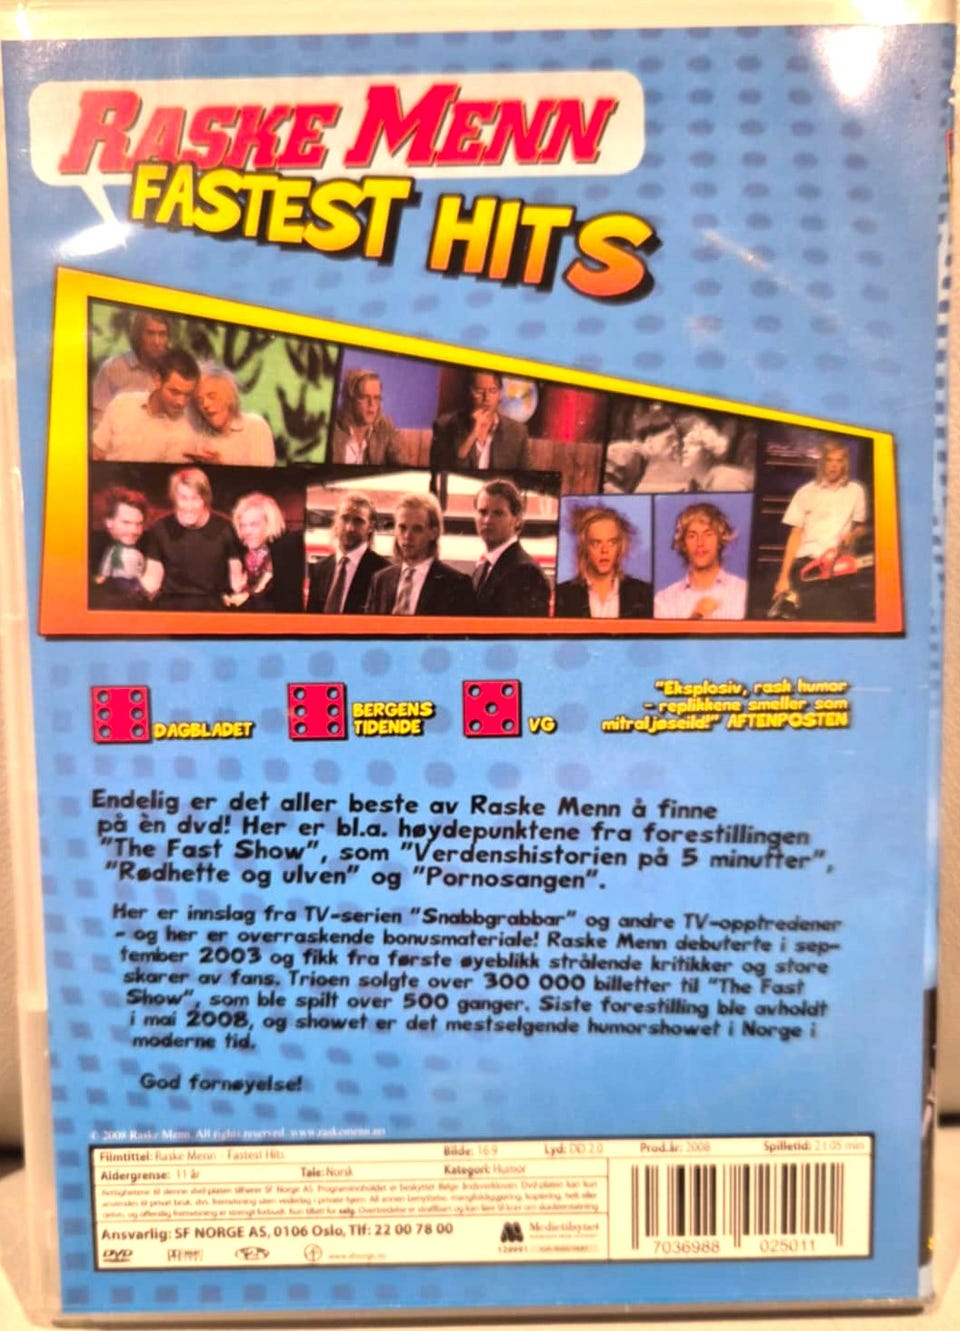 RASKE MENN
FASTEST HITS
DAGBLADET
BERGENS
TIDENDE
VG
"Eksplosiv, rask humor
- replikkene smeller som
mitraljøseild!" AFTENPOSTEN
Endelig er det aller beste av Raske Menn å finne
på èn dvd! Her er bl.a. høydepunktene fra forestillingen
"The Fast Show", som "Verdenshistorien på 5 minutter",
"Rødhette og ulven" og "Pornosangen".
Her er innslag fra TV-serien "Snabbgrabbar" og andre TV-opptredener
- og her er overraskende bonusmateriale! Raske Menn debuterte i sep-
tember 2003 og fikk fra første øyeblikk strålende kritikker og store
skarer av fans. Trioen solgte over 300 000 billetter til "The Fast
Show", som ble spilt over 500 ganger. Siste forestilling ble avholdt
i mai 2008, og showet er det mestselgende humorshowet i Norge i
moderne tid.
God fornøyelse!
© 2008 Raske Menn. All rights reserved. www.raskemenn.no
Filmtittel: Raske Menn - Fastest Hits Bilde: 16:9 Lyd: DD 2.0 Prod.år: 2008 Spilletid:
Aldergrense: 11 år Tale: Norsk Kategori: Humor
Ansvarlig: SF NORGE AS, 0106 Oslo, Tlf: 22 00 78 00
Medietilsynet
DVD
www.sfnorge.no
7036988 025011